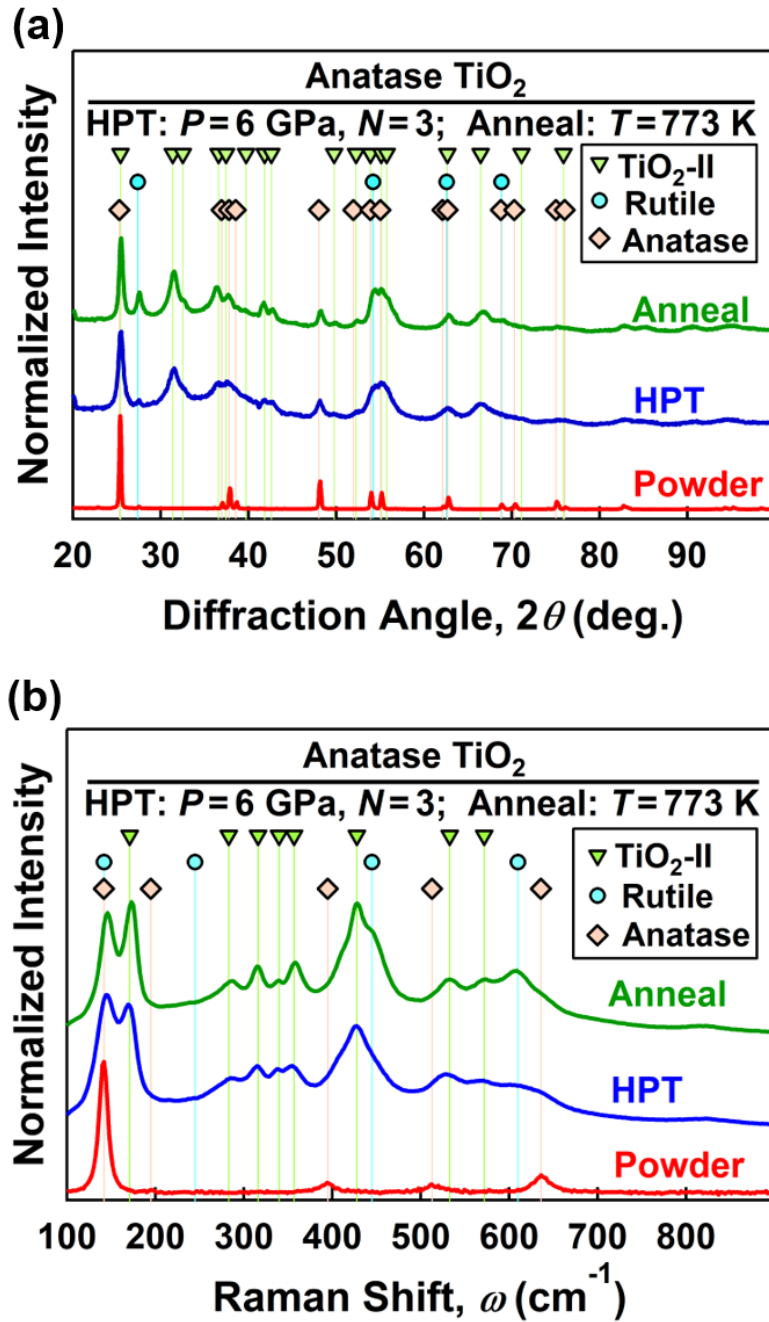 (a)
Anatase TiO₂
HPT: P = 6 GPa, N = 3; Anneal: T = 773 K
TiO₂-II
Rutile
Anatase
Anneal
HPT
Powder
Normalized Intensity
20 30 40 50 60 70 80 90
Diffraction Angle, 2θ (deg.)
(b)
Anatase TiO₂
HPT: P = 6 GPa, N = 3; Anneal: T = 773 K
TiO₂-II
Rutile
Anatase
Anneal
HPT
Powder
Normalized Intensity
100 200 300 400 500 600 700 800
Raman Shift, ω (cm⁻¹)